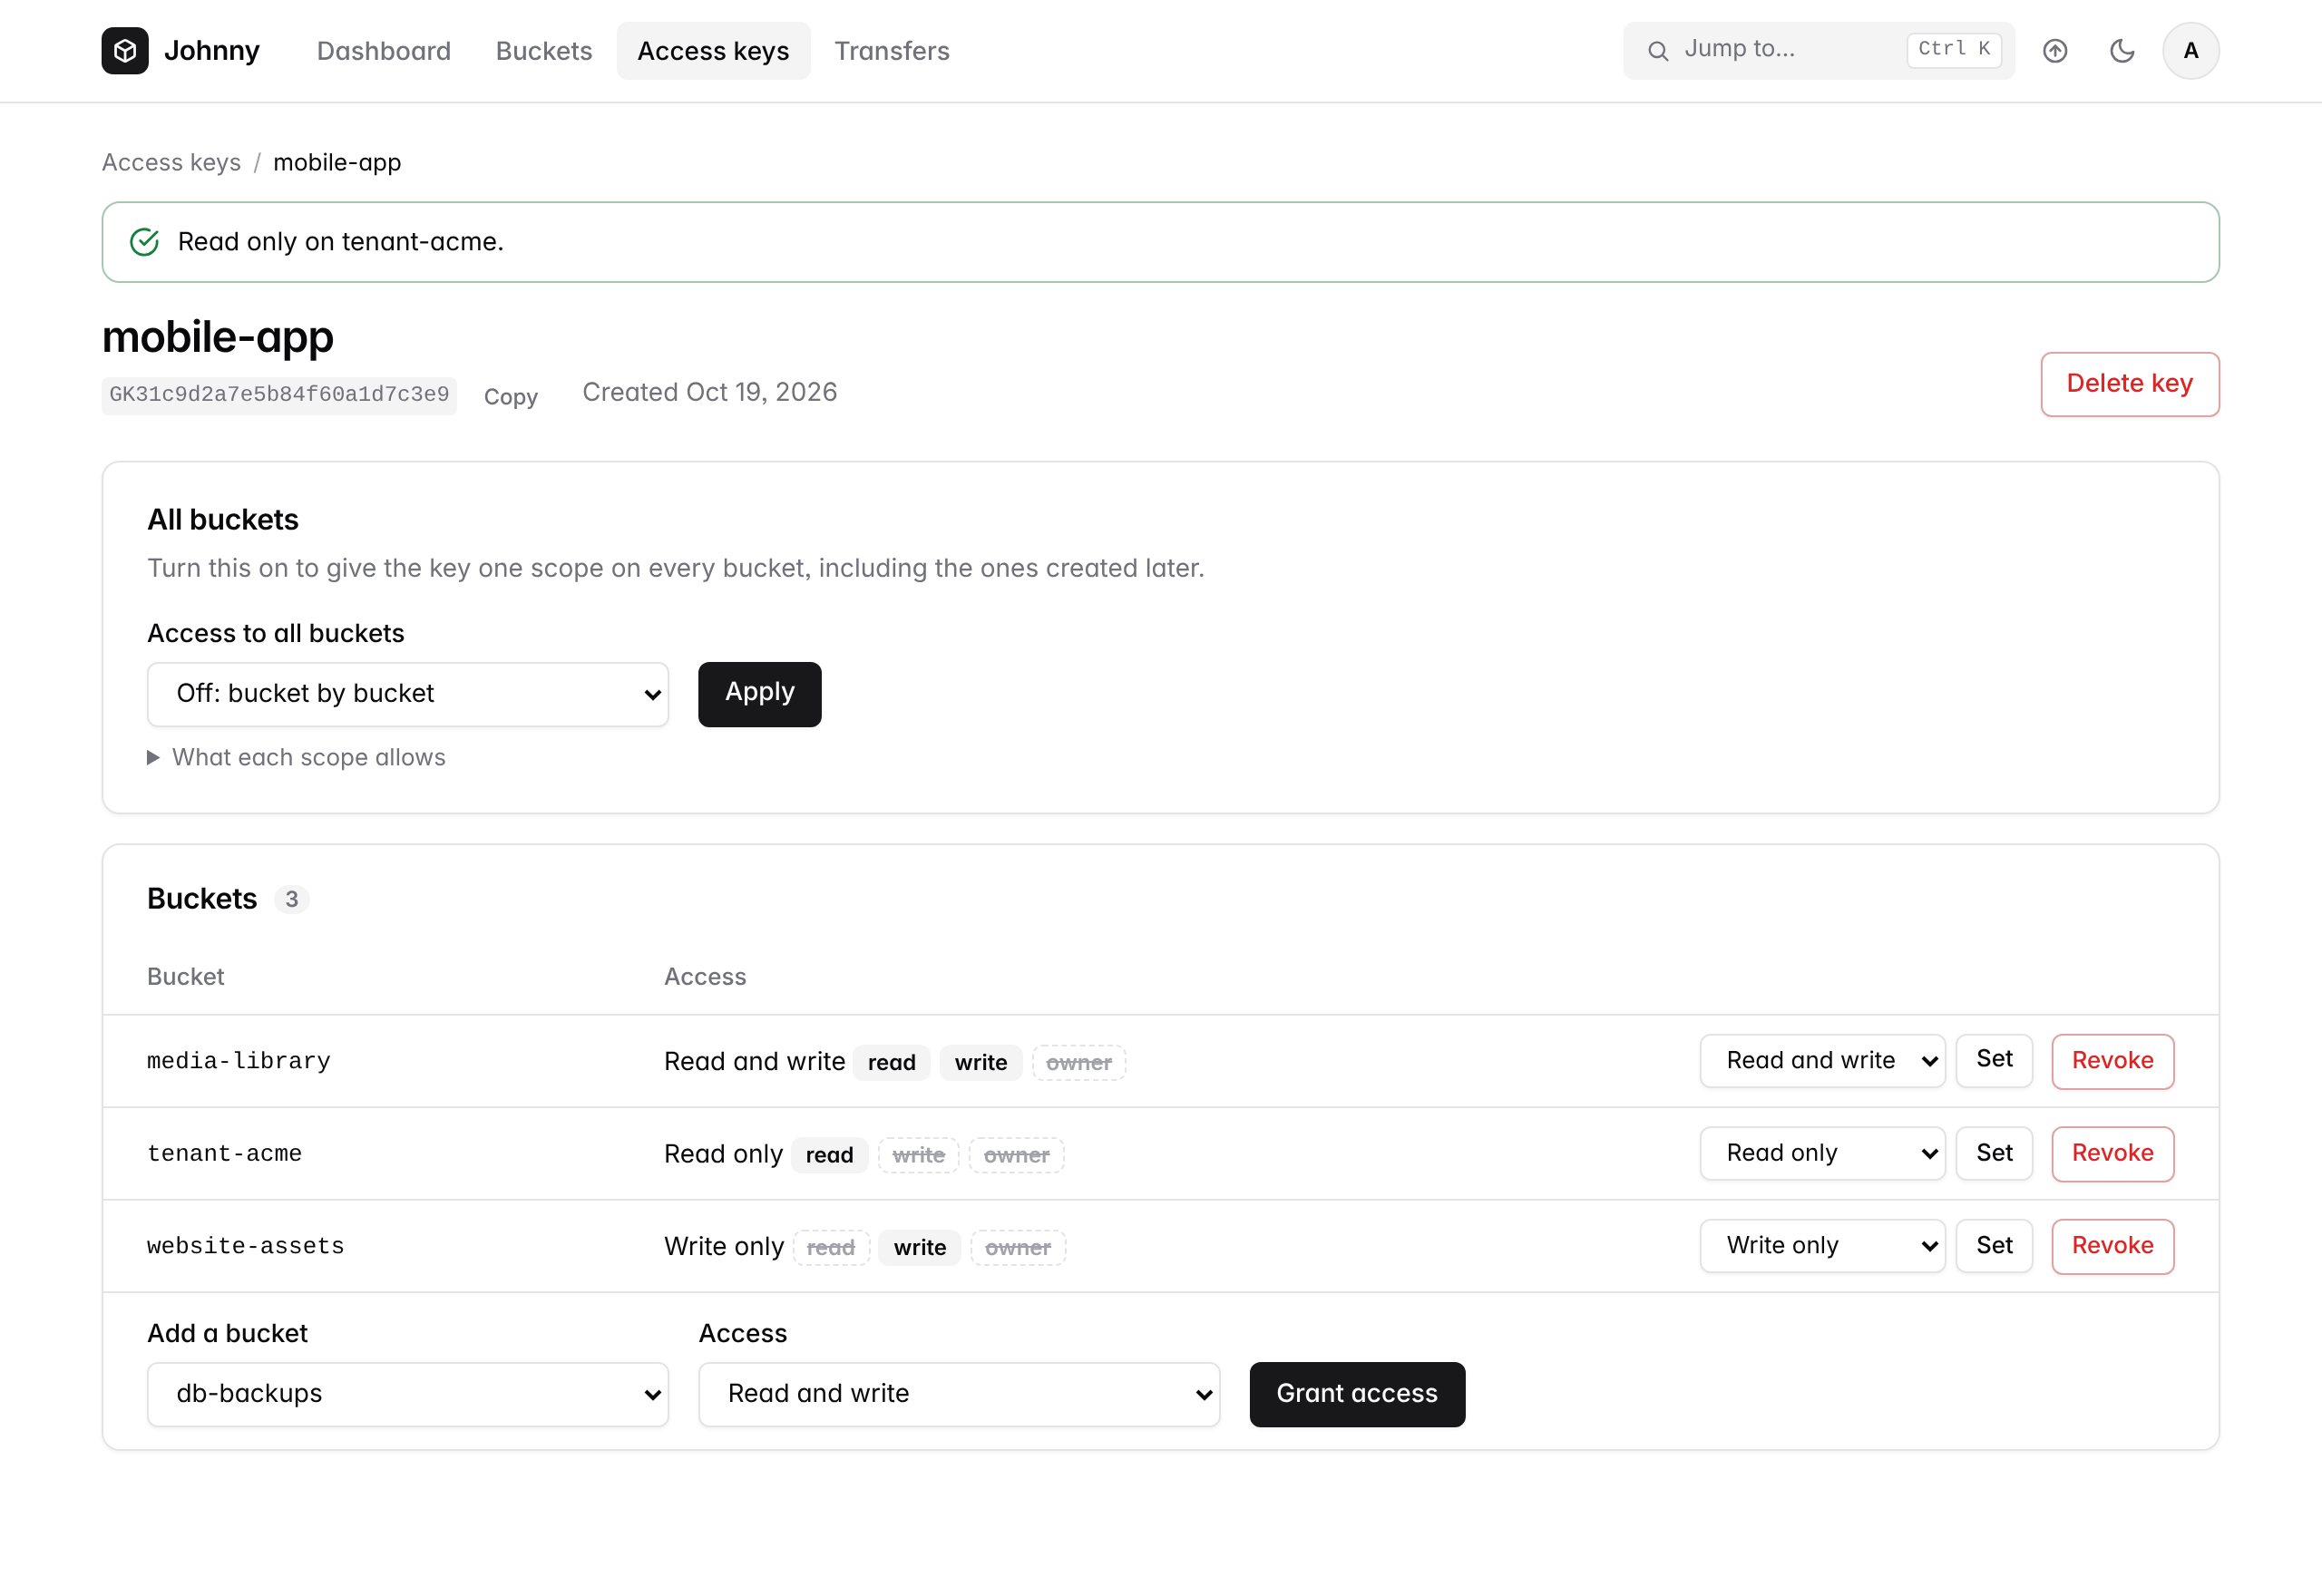 Johnny Dashboard Buckets Access keys Transfers Jump to... Ctrl K A
Access keys / mobile-app
Read only on tenant-acme.
mobile-app
GK31c9d2a7e5b84f60a1d7c3e9 Copy Created Oct 19, 2026
Delete key
All buckets
Turn this on to give the key one scope on every bucket, including the ones created later.
Access to all buckets
Off: bucket by bucket Apply
What each scope allows
Buckets 3
Bucket Access
media-library Read and write read write owner Read and write Set Revoke
tenant-acme Read only read write owner Read only Set Revoke
website-assets Write only read write owner Write only Set Revoke
Add a bucket Access
db-backups Read and write Grant access